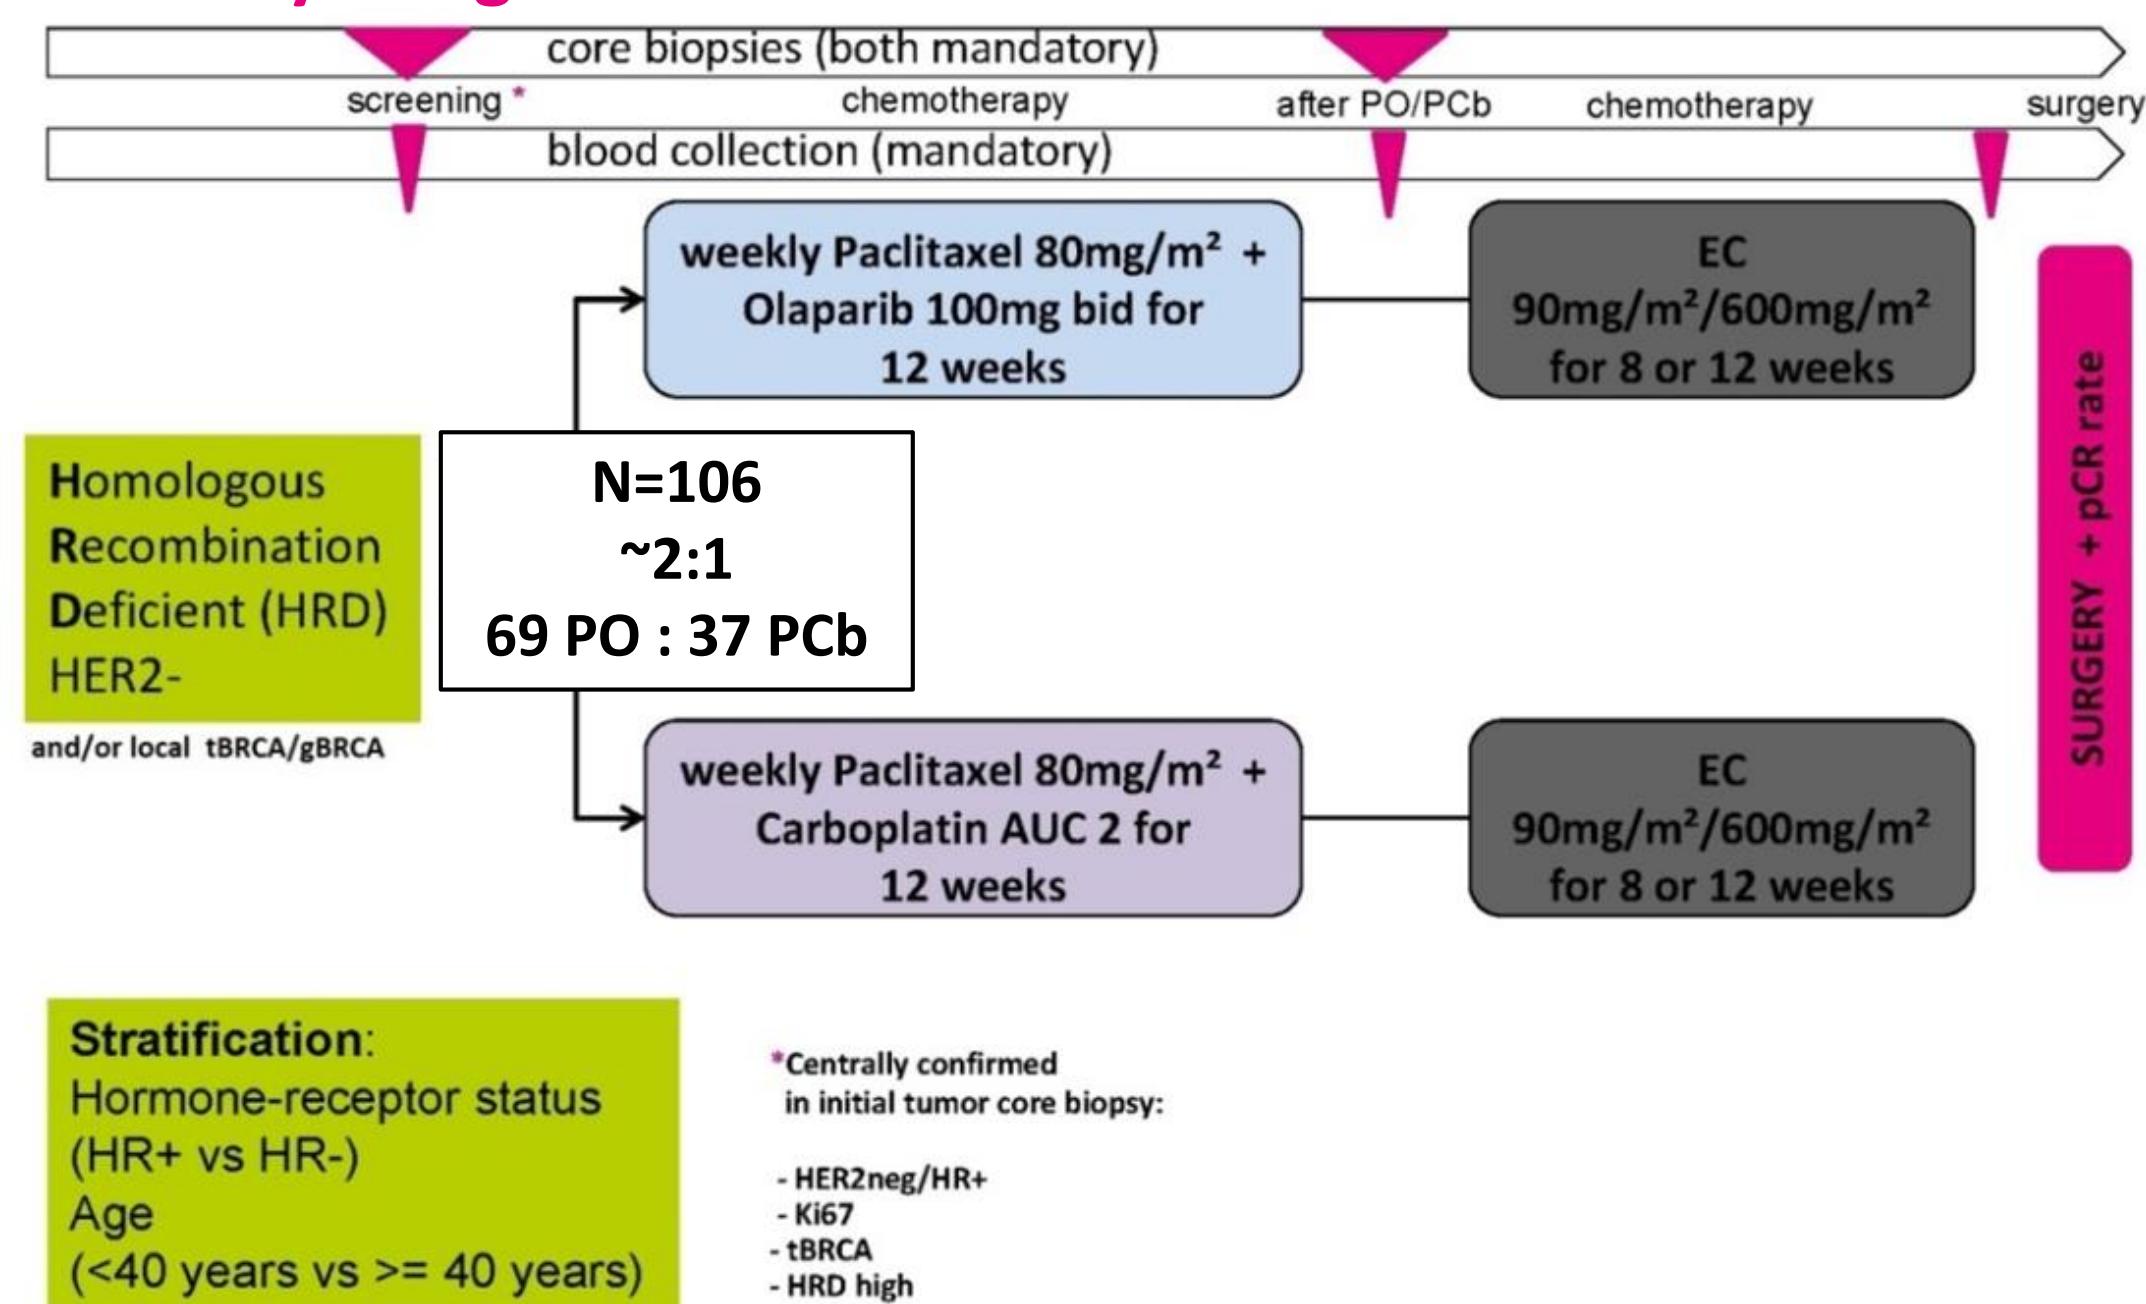 core biopsies (both mandatory)
screening * chemotherapy after PO/PCb chemotherapy surgery
blood collection (mandatory)
weekly Paclitaxel 80mg/m² +
Olaparib 100mg bid for
12 weeks
EC
90mg/m²/600mg/m²
for 8 or 12 weeks
Homologous
Recombination
Deficient (HRD)
HER2-
and/or local tBRCA/gBRCA
N=106
~2:1
69 PO : 37 PCb
SURGERY + pCR rate
weekly Paclitaxel 80mg/m² +
Carboplatin AUC 2 for
12 weeks
EC
90mg/m²/600mg/m²
for 8 or 12 weeks
Stratification:
Hormone-receptor status
(HR+ vs HR-)
Age
(<40 years vs >= 40 years)
*Centrally confirmed
in initial tumor core biopsy:
- HER2neg/HR+
- Ki67
- tBRCA
- HRD high